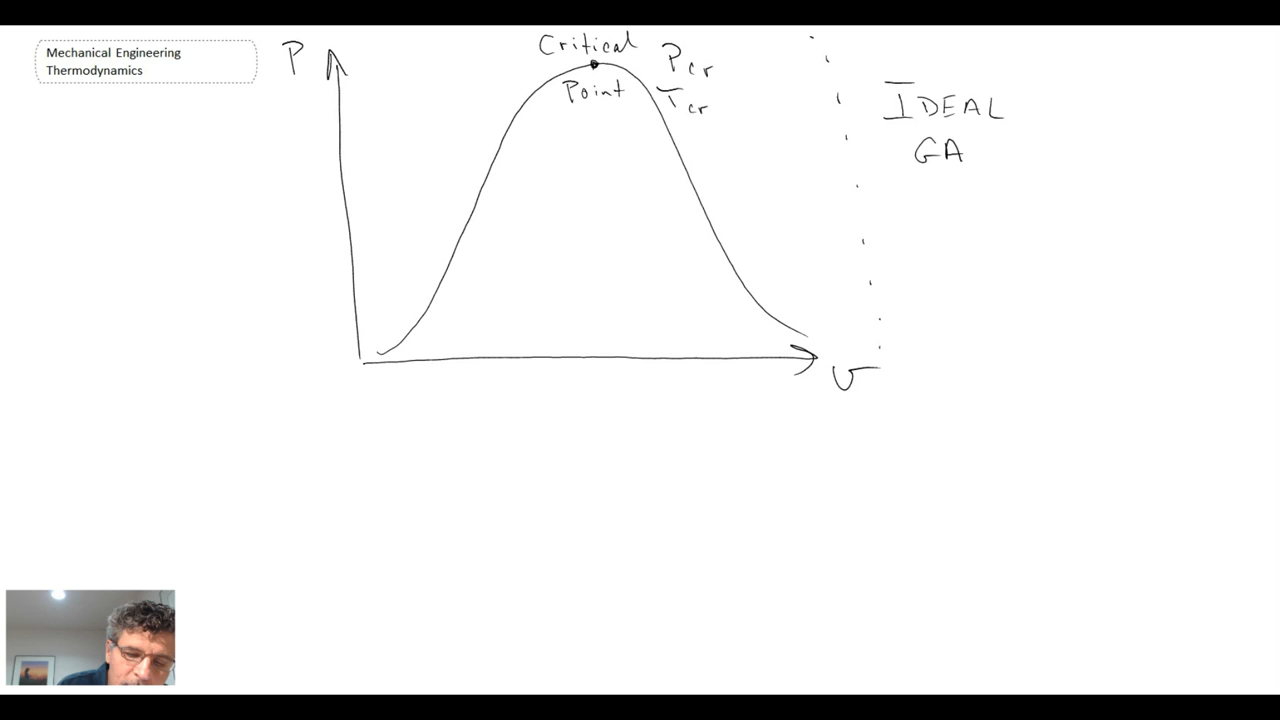 Mechanical Engineering
Thermodynamics
P
Critical
Point
Pcr
Tcr
IDEAL
GA
v